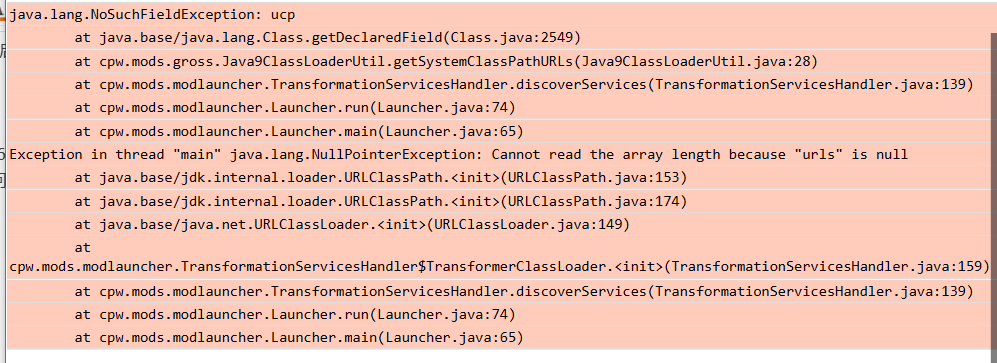 java.lang.NoSuchFieldException: ucp
at java.base/java.lang.Class.getDeclaredField(Class.java:2549)
at cpw.mods.gross.Java9ClassLoaderUtil.getSystemClassPathURLs(Java9ClassLoaderUtil.java:28)
at cpw.mods.modlauncher.TransformationServicesHandler.discoverServices(TransformationServicesHandler.java:139)
at cpw.mods.modlauncher.Launcher.run(Launcher.java:74)
at cpw.mods.modlauncher.Launcher.main(Launcher.java:65)
Exception in thread "main" java.lang.NullPointerException: Cannot read the array length because "urls" is null
at java.base/jdk.internal.loader.URLClassPath.<init>(URLClassPath.java:153)
at java.base/jdk.internal.loader.URLClassPath.<init>(URLClassPath.java:174)
at java.base/java.net.URLClassLoader.<init>(URLClassLoader.java:149)
at
cpw.mods.modlauncher.TransformationServicesHandler$TransformerClassLoader.<init>(TransformationServicesHandler.java:159)
at cpw.mods.modlauncher.TransformationServicesHandler.discoverServices(TransformationServicesHandler.java:139)
at cpw.mods.modlauncher.Launcher.run(Launcher.java:74)
at cpw.mods.modlauncher.Launcher.main(Launcher.java:65)